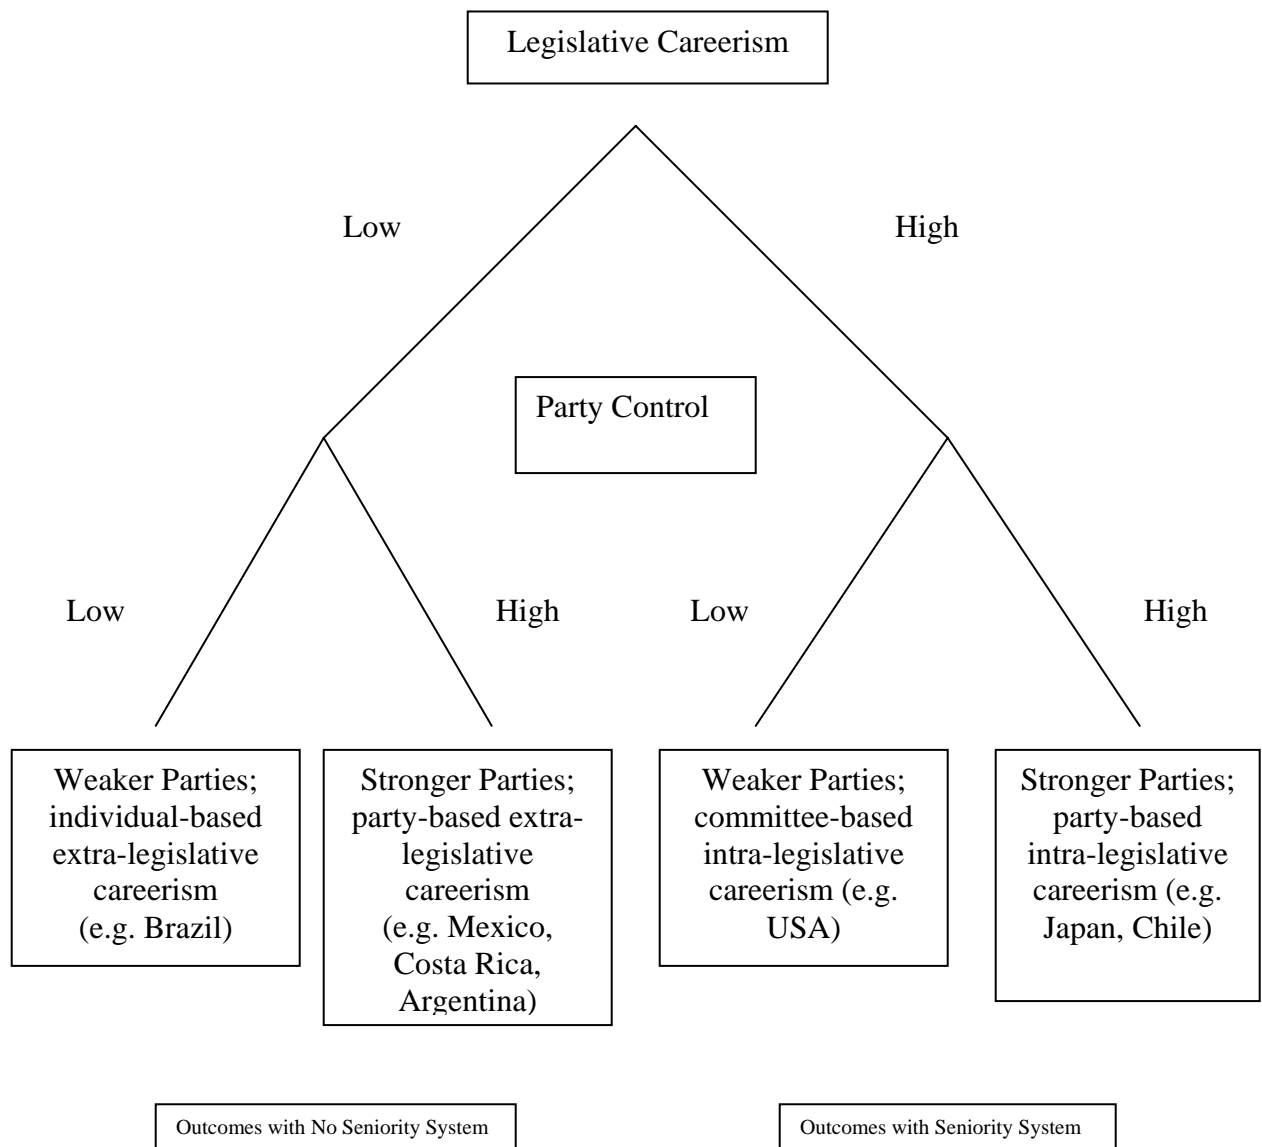 Legislative Careerism
Low
High
Party Control
Low
High
Low
High
Weaker Parties;
individual-based
extra-legislative
careerism
(e.g. Brazil)
Stronger Parties;
party-based extra-
legislative
careerism
(e.g. Mexico,
Costa Rica,
Argentina)
Weaker Parties;
committee-based
intra-legislative
careerism (e.g.
USA)
Stronger Parties;
party-based
intra-legislative
careerism (e.g.
Japan, Chile)
Outcomes with No Seniority System
Outcomes with Seniority System